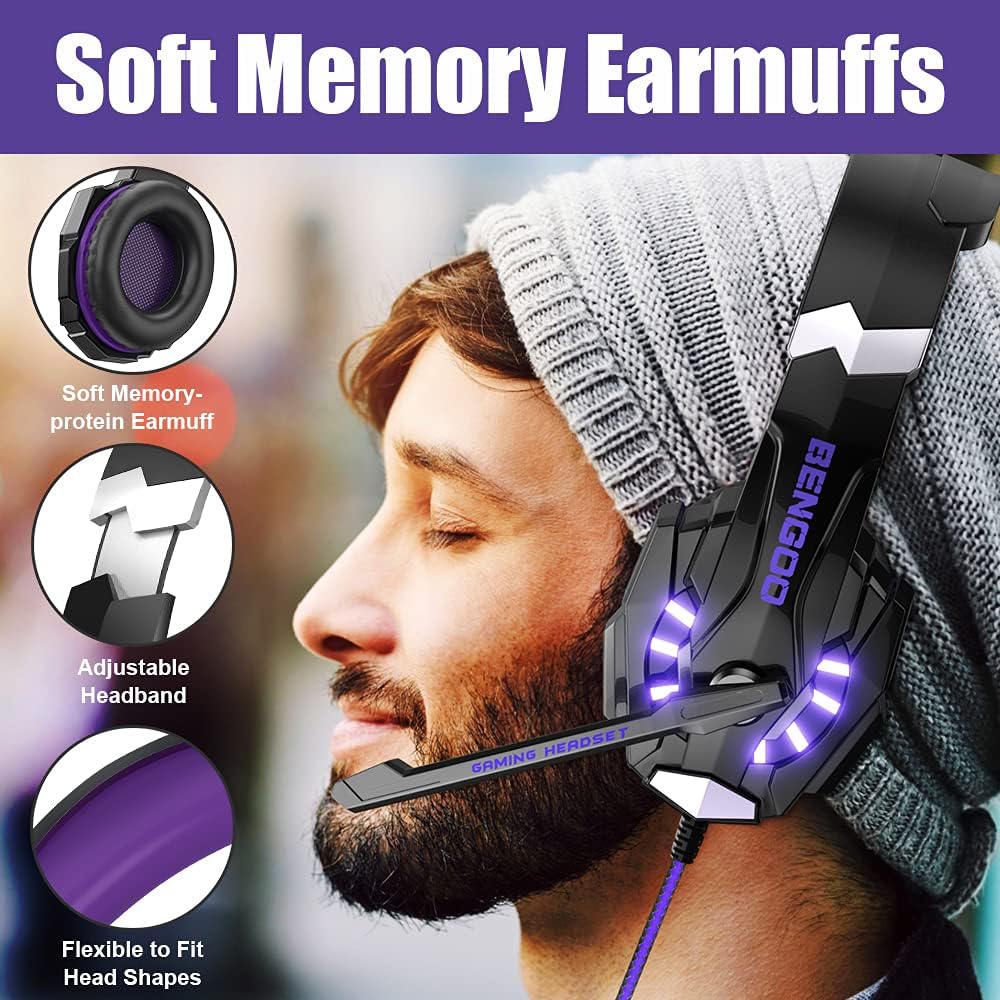 Soft Memory Earmuffs
Soft Memory-
protein Earmuff
Adjustable
Headband
Flexible to Fit
Head Shapes
BENGOO
GAMING HEADSET